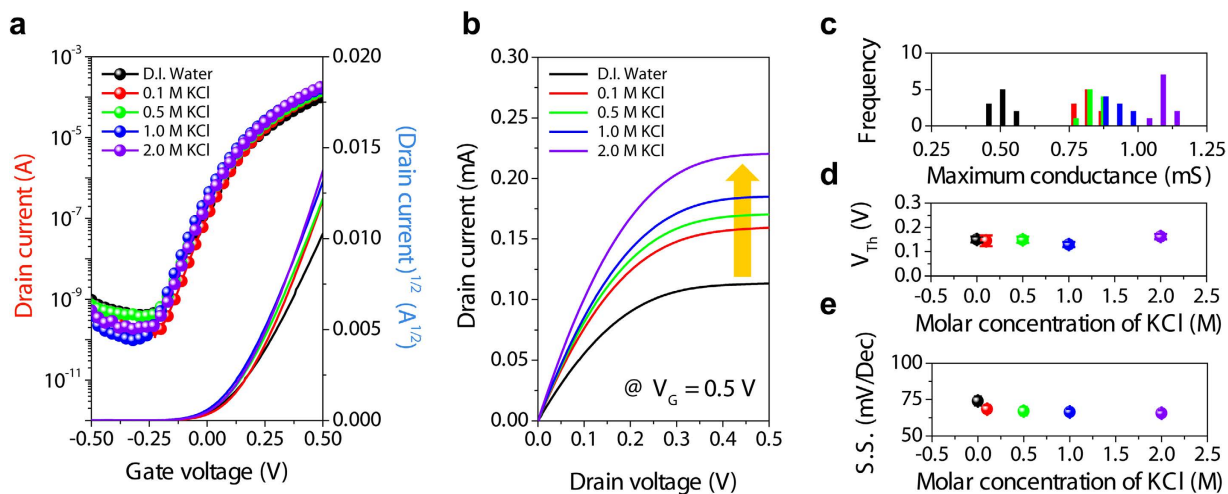 a
10⁻³
10⁻⁵
10⁻⁷
10⁻⁹
10⁻¹¹
Drain current (A)
D.I. Water
0.1 M KCl
0.5 M KCl
1.0 M KCl
2.0 M KCl
0.020
0.015
0.010
0.005
0.000
(Drain current)^1/2 (A^1/2)
-0.50 -0.25 0.00 0.25 0.50
Gate voltage (V)
b
0.30
0.25
0.20
0.15
0.10
0.05
0.00
Drain current (mA)
D.I. Water
0.1 M KCl
0.5 M KCl
1.0 M KCl
2.0 M KCl
@ V_G = 0.5 V
0.0 0.1 0.2 0.3 0.4 0.5
Drain voltage (V)
c
Frequency
10
5
0
0.25 0.50 0.75 1.00 1.25
Maximum conductance (mS)
d
V_Th (V)
0.3
0.2
0.1
0.0
-0.5 0.0 0.5 1.0 1.5 2.0 2.5
Molar concentration of KCl (M)
e
S.S. (mV/Dec)
100
75
50
-0.5 0.0 0.5 1.0 1.5 2.0 2.5
Molar concentration of KCl (M)